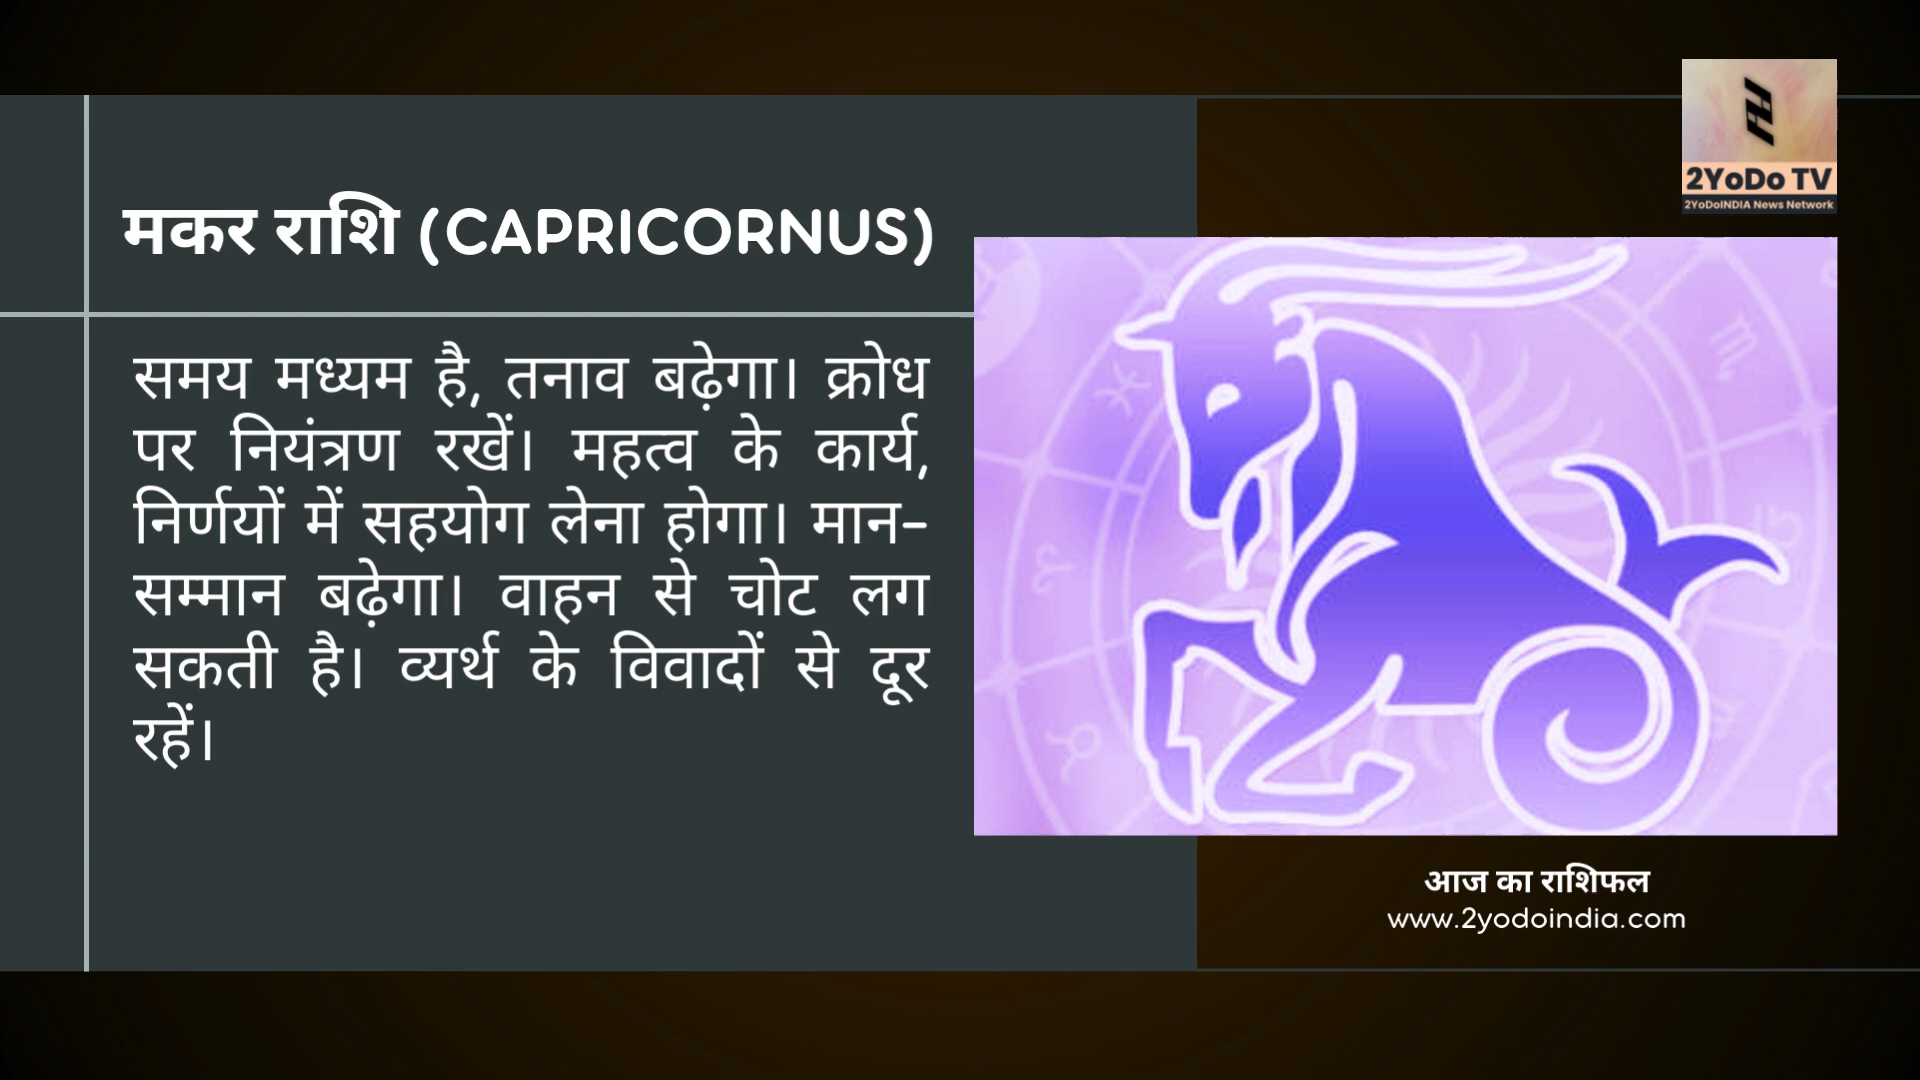 2YoDo TV
2YoDoINDIA News Network
मकर राशि (CAPRICORNUS)
समय मध्यम है, तनाव बढ़ेगा। क्रोध
पर नियंत्रण रखें। महत्व के कार्य,
निर्णयों में सहयोग लेना होगा। मान-
सम्मान बढ़ेगा। वाहन से चोट लग
सकती है। व्यर्थ के विवादों से दूर
रहें।
आज का राशिफल
www.2yodoindia.com